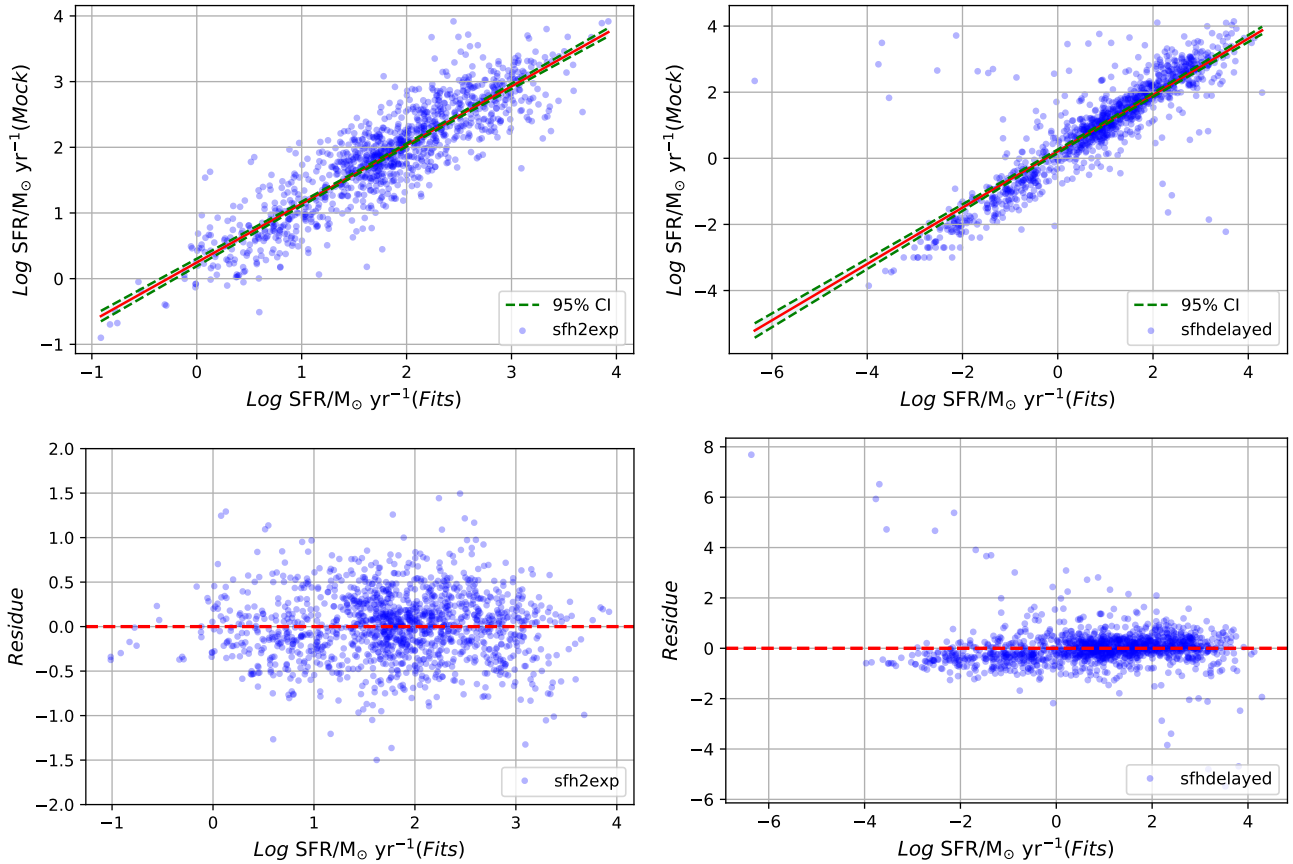 4
3
2
1
0
−1
Log SFR/M⊙ yr⁻¹(Mock)
−1 0 1 2 3 4
Log SFR/M⊙ yr⁻¹(Fits)
95% CI
sfh2exp
4
2
0
−2
−4
Log SFR/M⊙ yr⁻¹(Mock)
−6 −4 −2 0 2 4
Log SFR/M⊙ yr⁻¹(Fits)
95% CI
sfhdelayed
2.0
1.5
1.0
0.5
0.0
−0.5
−1.0
−1.5
−2.0
Residue
−1 0 1 2 3 4
Log SFR/M⊙ yr⁻¹(Fits)
sfh2exp
8
6
4
2
0
−2
−4
−6
Residue
−6 −4 −2 0 2 4
Log SFR/M⊙ yr⁻¹(Fits)
sfhdelayed